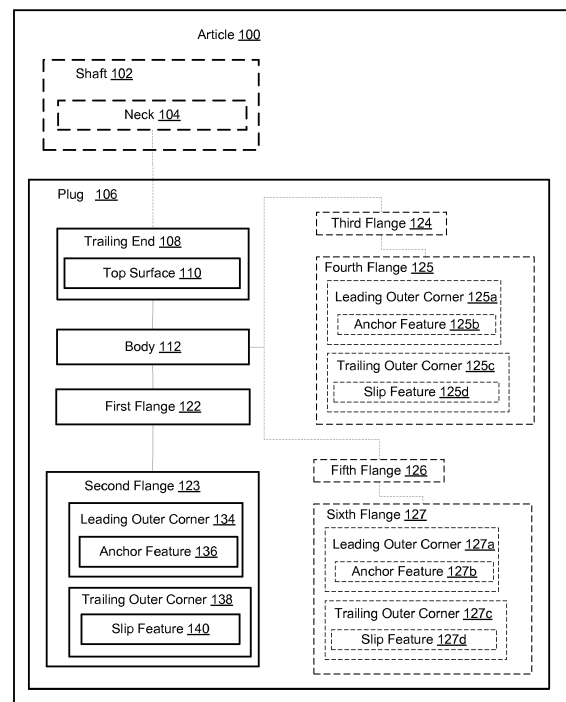 Article 100
Shaft 102
Neck 104
Plug 106
Trailing End 108
Top Surface 110
Body 112
First Flange 122
Second Flange 123
Leading Outer Corner 134
Anchor Feature 136
Trailing Outer Corner 138
Slip Feature 140
Third Flange 124
Fourth Flange 125
Leading Outer Corner 125a
Anchor Feature 125b
Trailing Outer Corner 125c
Slip Feature 125d
Fifth Flange 126
Sixth Flange 127
Leading Outer Corner 127a
Anchor Feature 127b
Trailing Outer Corner 127c
Slip Feature 127d